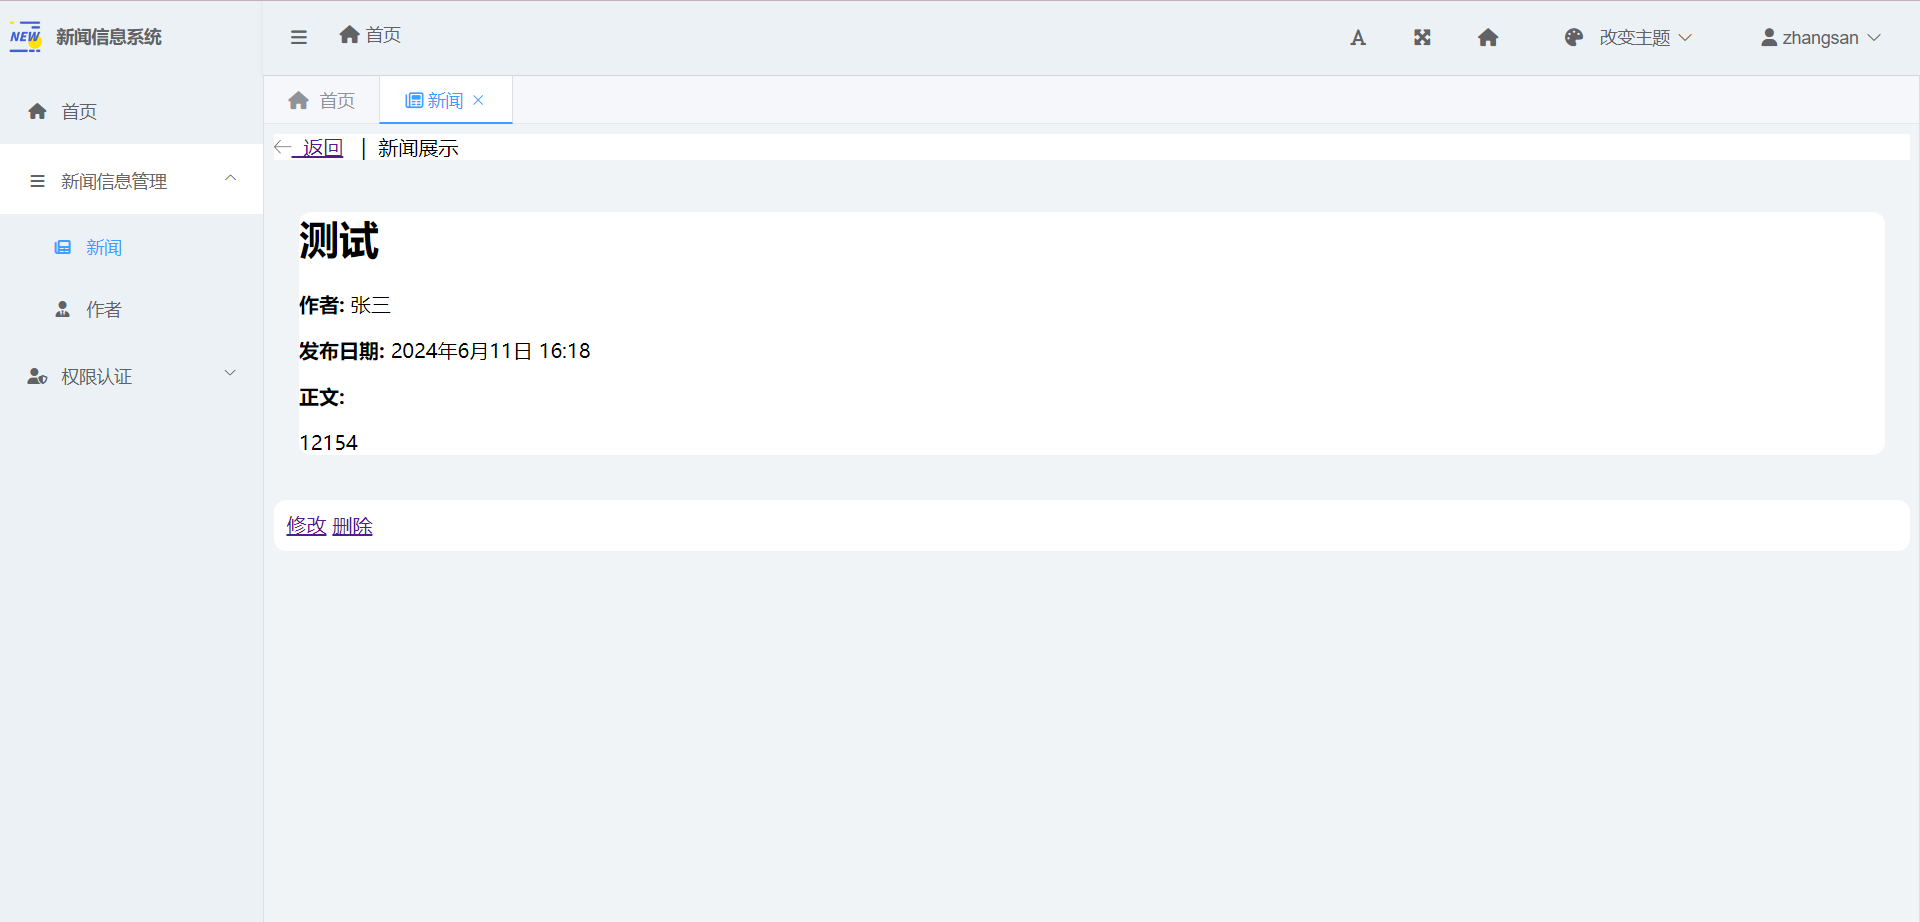 NEW 新闻信息系统
首页
改变主题
zhangsan
首页
新闻信息管理
新闻
作者
权限认证
首页
新闻
返回 | 新闻展示
测试
作者: 张三
发布日期: 2024年6月11日 16:18
正文:
12154
修改 删除